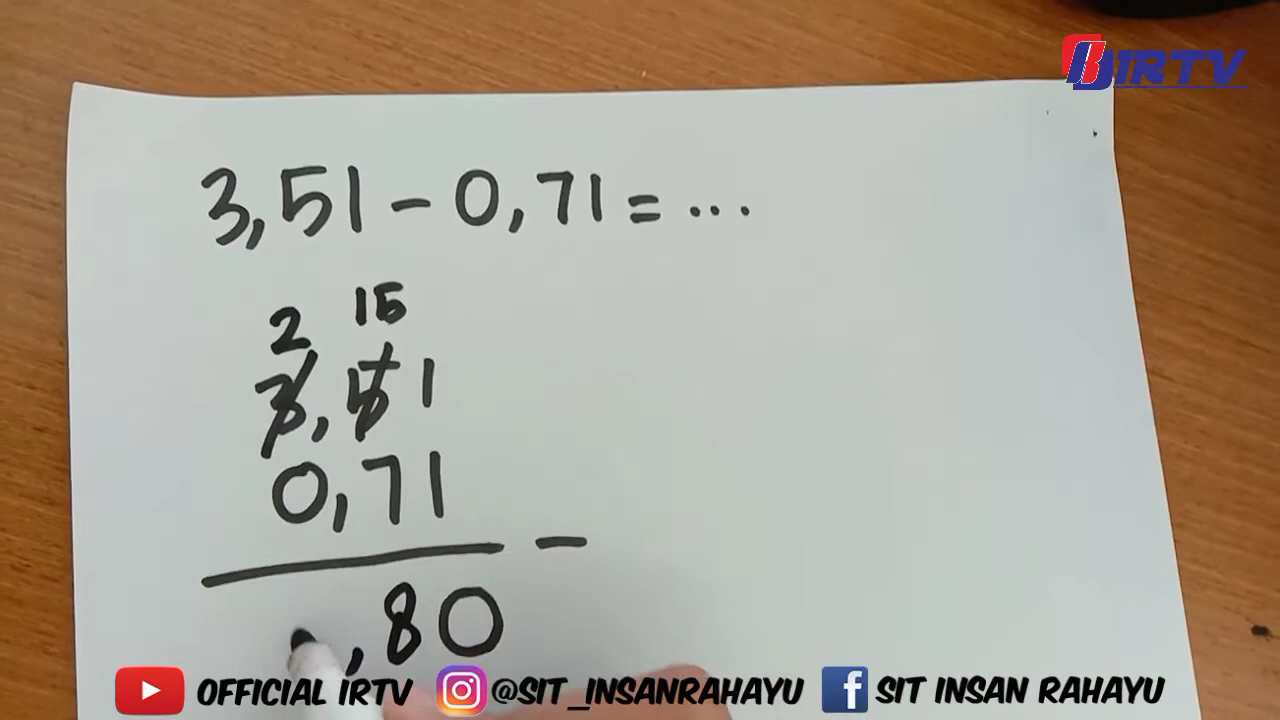 IRTV
3,51 - 0,71 = ...
2 15
3,51
0,71
-
,80
OFFICIAL IRTV @SIT_INSANRAHAYU SIT INSAN RAHAYU